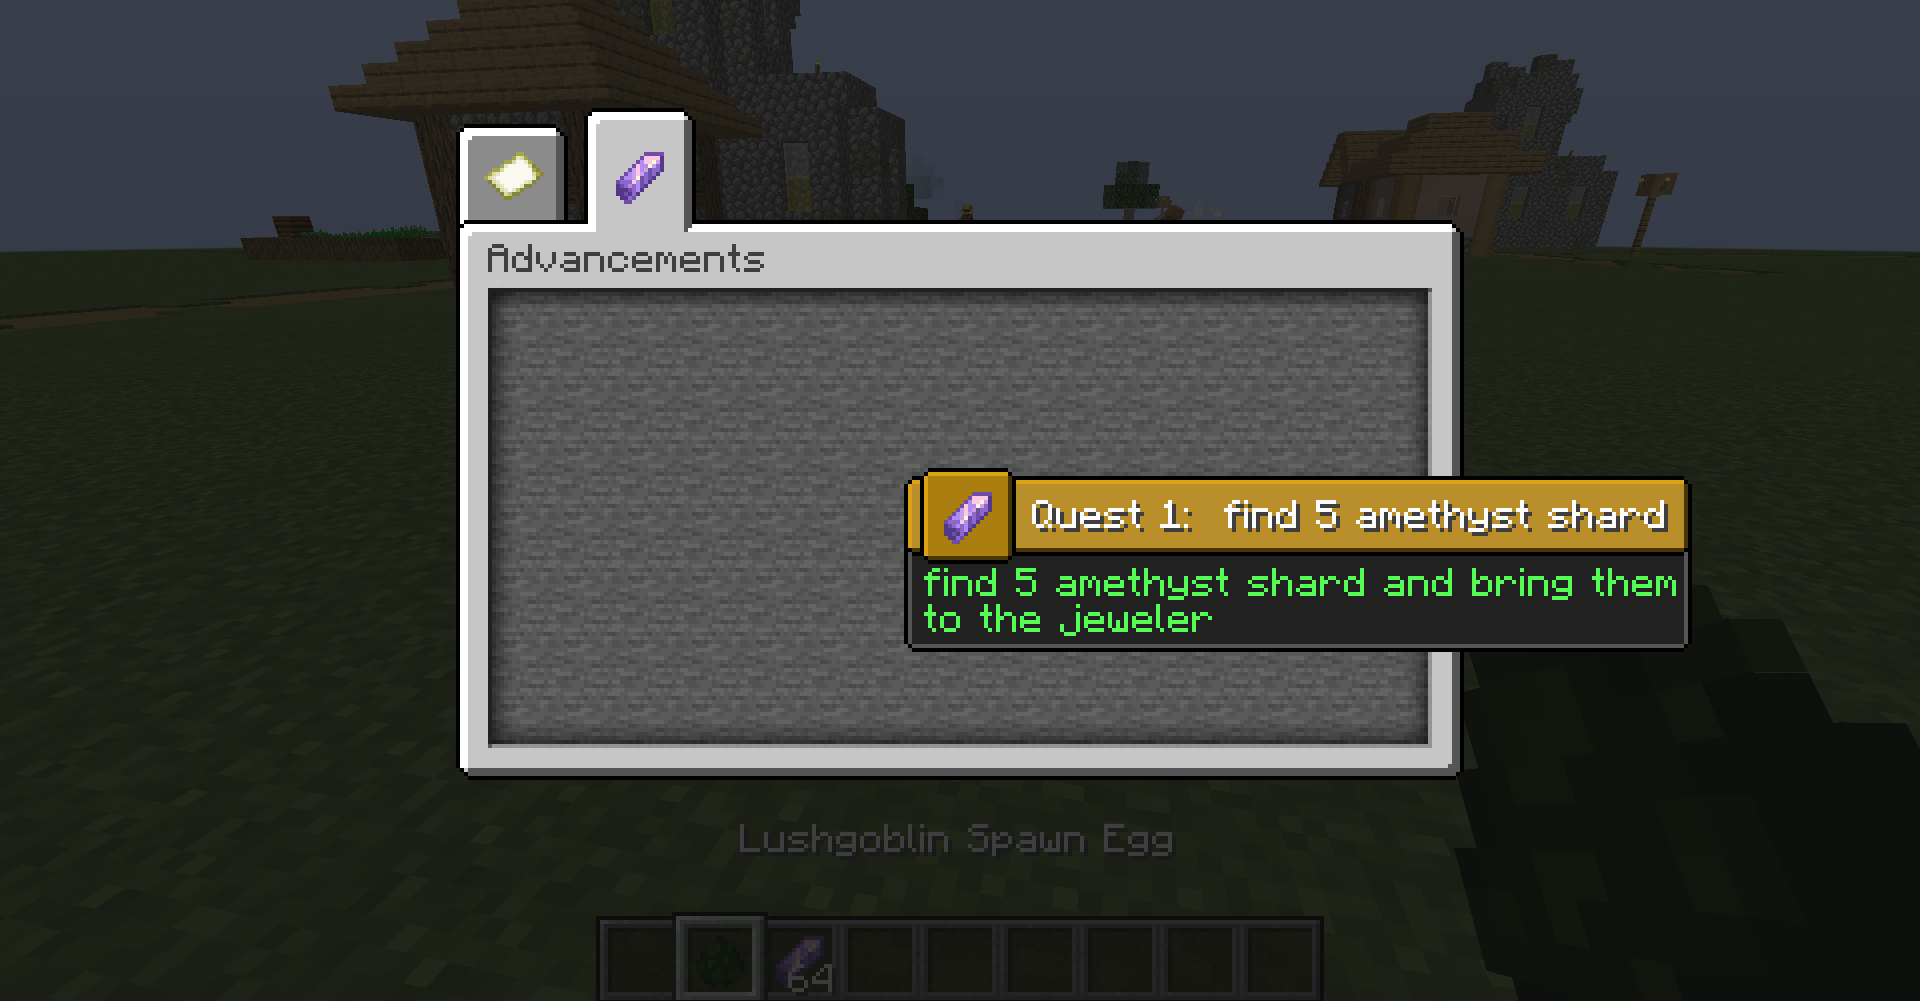 Advancements
Quest 1:  find 5 amethyst shard
find 5 amethyst shard and bring them
to the jeweler
Lushgoblin Spawn Egg
64